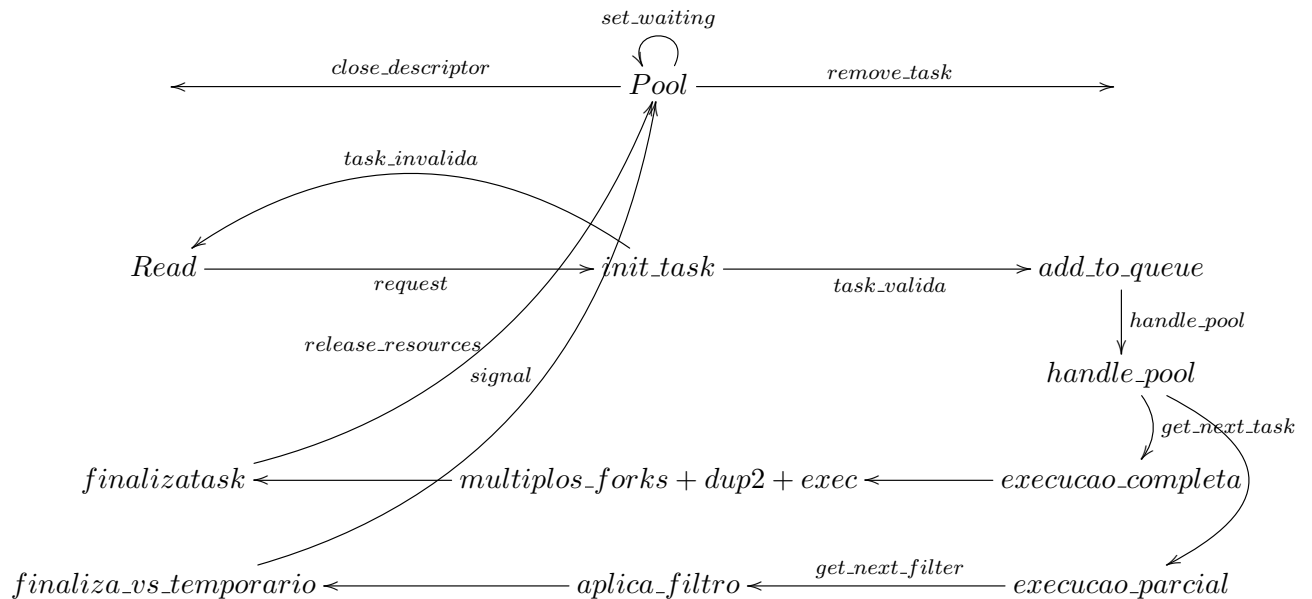 set_waiting
close_descriptor
Pool
remove_task
task_invalida
Read
request
init_task
task_valida
add_to_queue
handle_pool
release_resources
signal
handle_pool
get_next_task
finalizatask
multiplos_forks + dup2 + exec
execucao_completa
finaliza_vs_temporario
aplica_filtro
get_next_filter
execucao_parcial